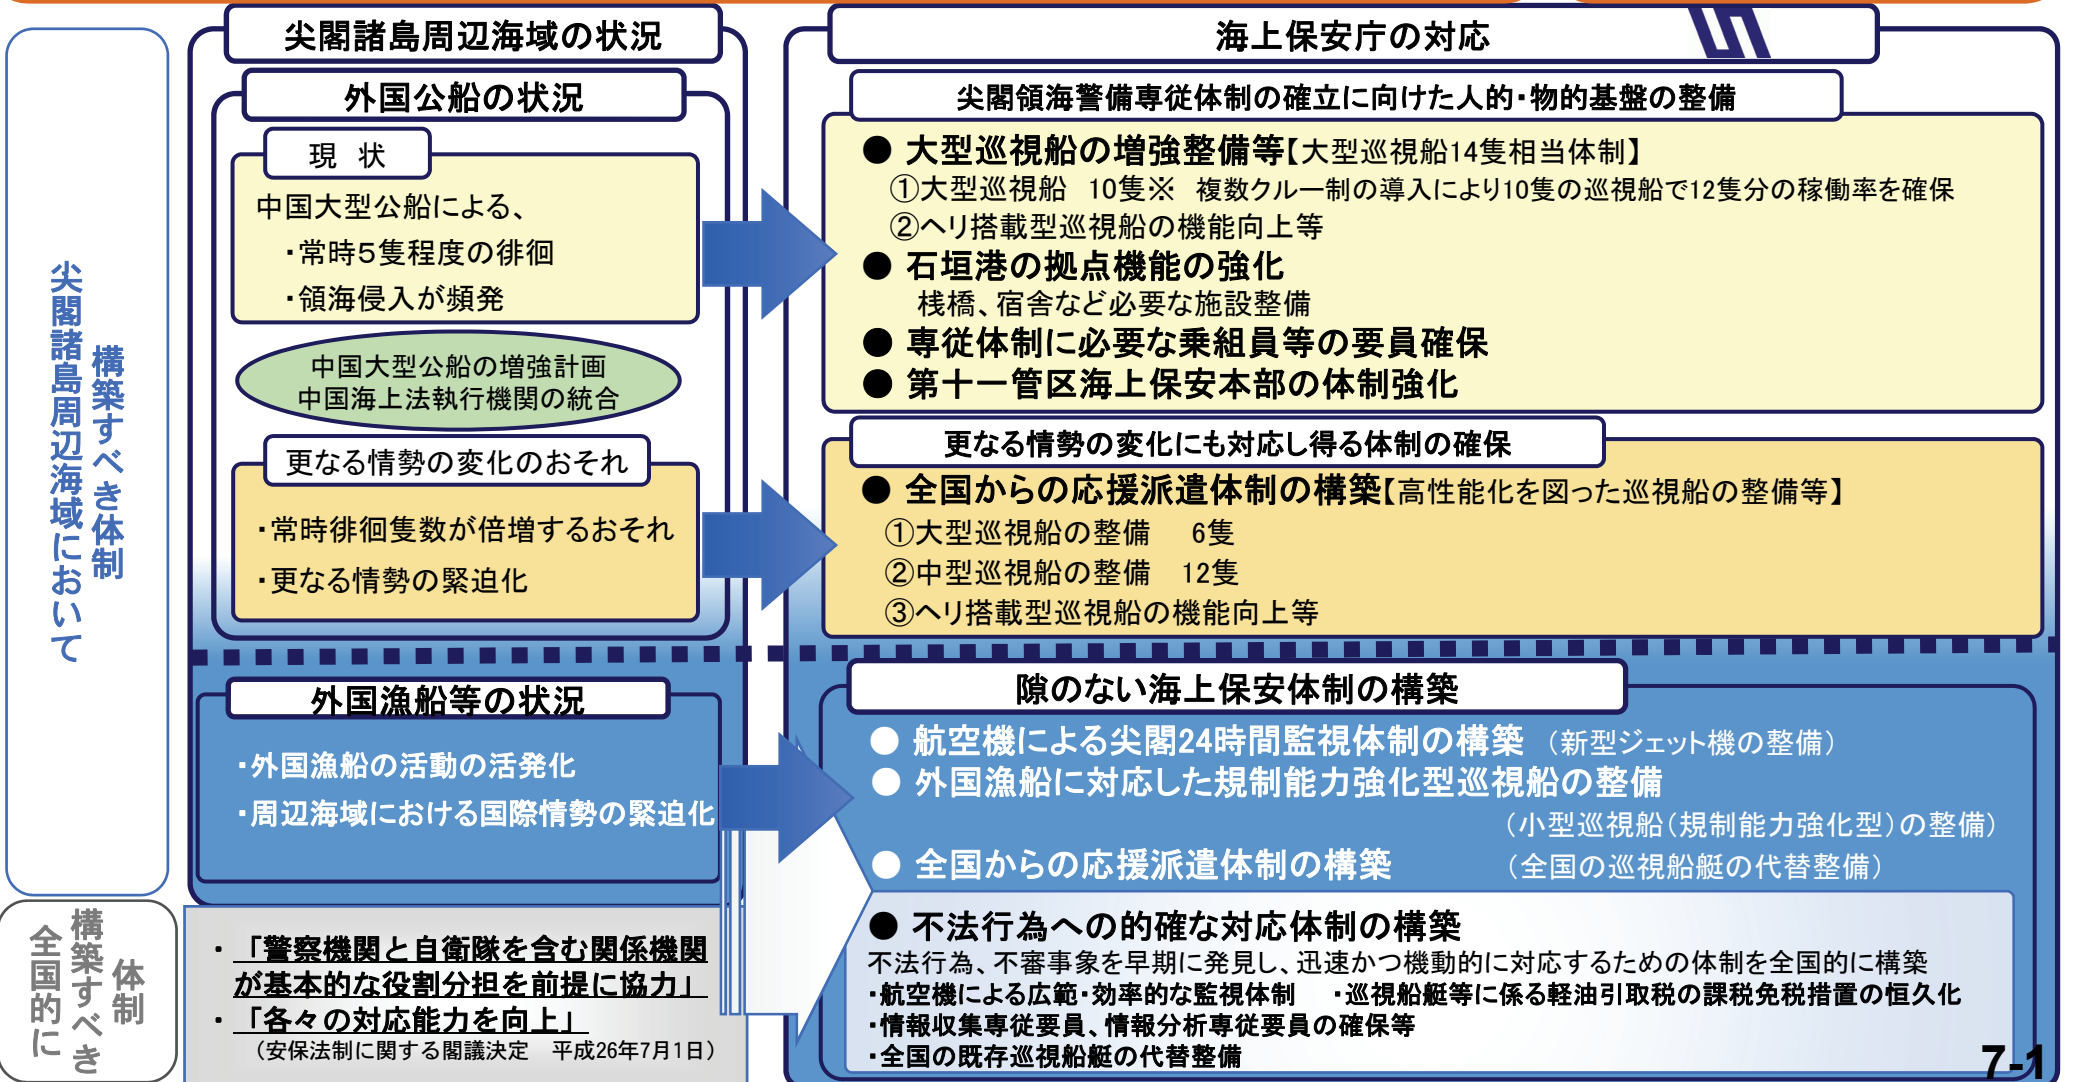 尖閣諸島周辺海域において
構築すべき体制
尖閣諸島周辺海域の状況
外国公船の状況
現 状
中国大型公船による、
・常時５隻程度の徘徊
・領海侵入が頻発
中国大型公船の増強計画
中国海上法執行機関の統合
更なる情勢の変化のおそれ
・常時徘徊隻数が倍増するおそれ
・更なる情勢の緊迫化
外国漁船等の状況
・外国漁船の活動の活発化
・周辺海域における国際情勢の緊迫化
海上保安庁の対応
尖閣領海警備専従体制の確立に向けた人的・物的基盤の整備
● 大型巡視船の増強整備等【大型巡視船14隻相当体制】
①大型巡視船 10隻※ 複数クルー制の導入により10隻の巡視船で12隻分の稼働率を確保
②ヘリ搭載型巡視船の機能向上等
● 石垣港の拠点機能の強化
桟橋、宿舎など必要な施設整備
● 専従体制に必要な乗組員等の要員確保
● 第十一管区海上保安本部の体制強化
更なる情勢の変化にも対応し得る体制の確保
● 全国からの応援派遣体制の構築【高性能化を図った巡視船の整備等】
①大型巡視船の整備 6隻
②中型巡視船の整備 12隻
③ヘリ搭載型巡視船の機能向上等
隙のない海上保安体制の構築
● 航空機による尖閣24時間監視体制の構築 （新型ジェット機の整備）
● 外国漁船に対応した規制能力強化型巡視船の整備
（小型巡視船（規制能力強化型）の整備）
● 全国からの応援派遣体制の構築 （全国の巡視船艇の代替整備）
全国的に
構築すべき
体制
・「警察機関と自衛隊を含む関係機関
が基本的な役割分担を前提に協力」
・「各々の対応能力を向上」
（安保法制に関する閣議決定 平成26年7月1日）
● 不法行為への的確な対応体制の構築
不法行為、不審事象を早期に発見し、迅速かつ機動的に対応するための体制を全国的に構築
・航空機による広範・効率的な監視体制 ・巡視船艇等に係る軽油引取税の課税免税措置の恒久化
・情報収集専従要員、情報分析専従要員の確保等
・全国の既存巡視船艇の代替整備
7-1